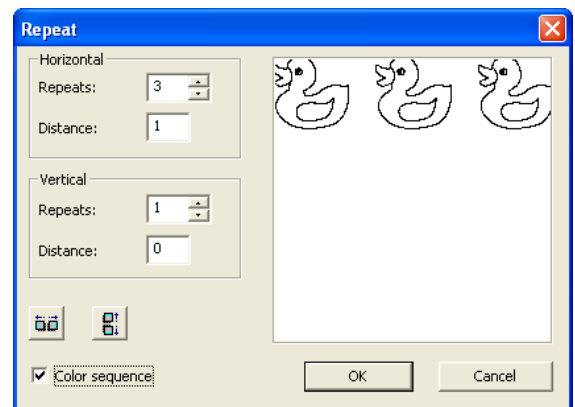 Repeat
Horizontal
Repeats: 3
Distance: 1
Vertical
Repeats: 1
Distance: 0
Color sequence
OK Cancel